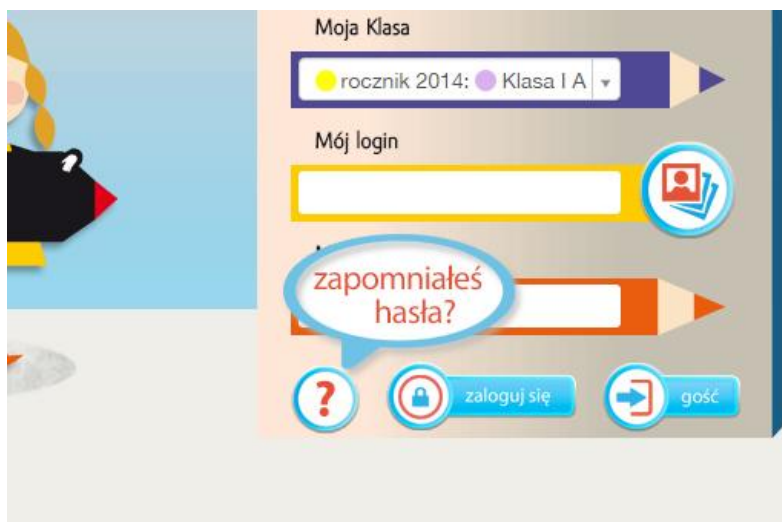 Moja Klasa
rocznik 2014: Klasa I A
Mój login
zapomniałeś
hasła?
?
zaloguj się
gość